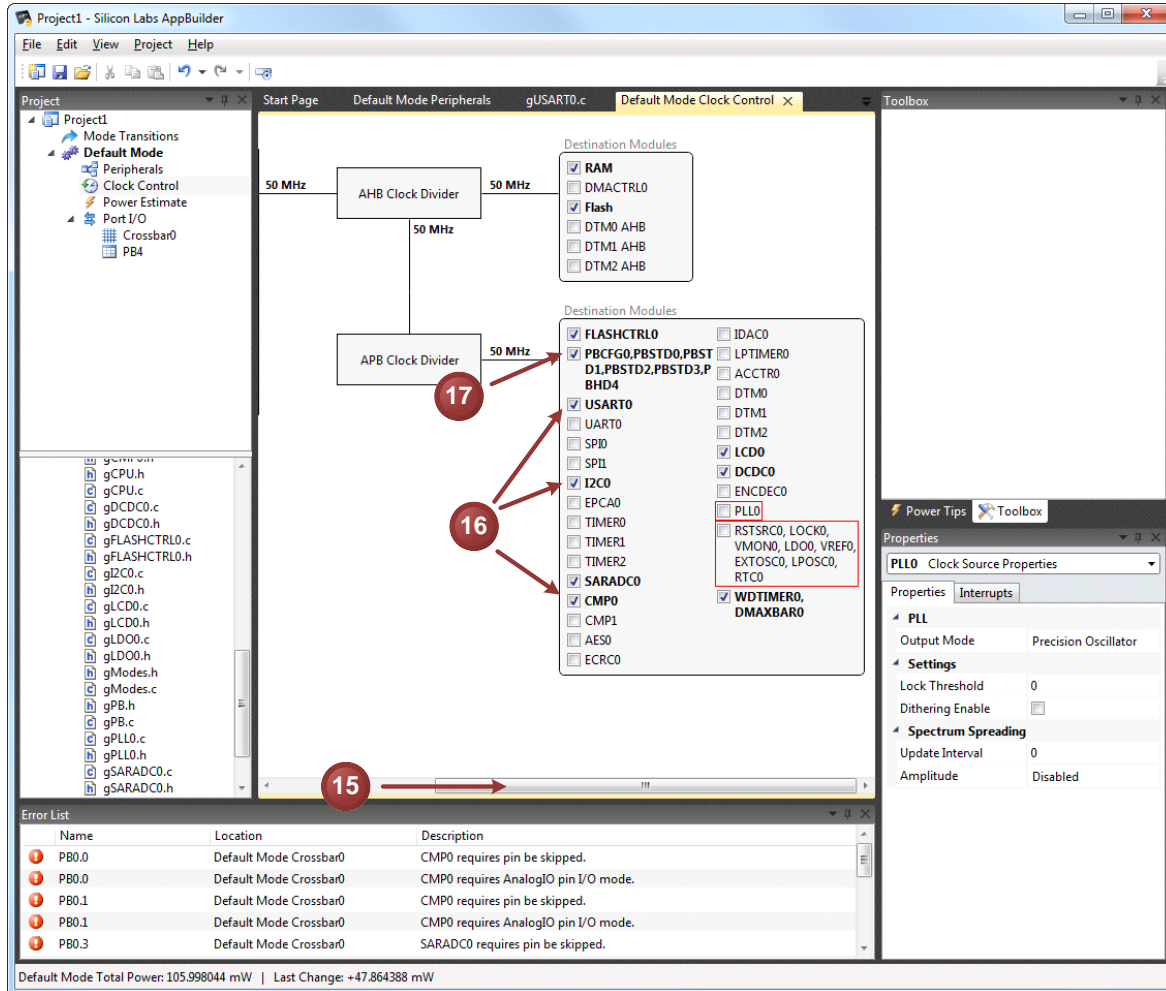 Project1 - Silicon Labs AppBuilder
File Edit View Project Help
Project
Project1
Mode Transitions
Default Mode
Peripherals
Clock Control
Power Estimate
Port I/O
Crossbar0
PB4
gCPU.h
gCPU.c
gDCDC0.c
gDCDC0.h
gFLASHCTRL0.c
gFLASHCTRL0.h
gI2C0.c
gI2C0.h
gLCD0.c
gLCD0.h
gLDO0.c
gLDO0.h
gModes.h
gModes.c
gPB.h
gPB.c
gPLL0.c
gPLL0.h
gSARADC0.c
gSARADC0.h
Start Page Default Mode Peripherals gUSART0.c Default Mode Clock Control
50 MHz
AHB Clock Divider
50 MHz
50 MHz
APB Clock Divider
50 MHz
Destination Modules
RAM
DMACTRL0
Flash
DTM0 AHB
DTM1 AHB
DTM2 AHB
Destination Modules
FLASHCTRL0
PBCFG0,PBSTD0,PBST
D1,PBSTD2,PBSTD3,P
BHD4
USART0
UART0
SPI0
SPI1
I2C0
EPCA0
TIMER0
TIMER1
TIMER2
SARADC0
CMP0
CMP1
AES0
ECRC0
IDAC0
LPTIMER0
ACCTR0
DTM0
DTM1
DTM2
LCD0
DCDC0
ENCDEC0
PLL0
RSTSRC0, LOCK0,
VMON0, LDO0, VREF0,
EXTOSC0, LPOSC0,
RTC0
WDTIMER0,
DMAXBAR0
17
16
15
Toolbox
Power Tips Toolbox
Properties
PLL0 Clock Source Properties
Properties Interrupts
PLL
Output Mode Precision Oscillator
Settings
Lock Threshold 0
Dithering Enable
Spectrum Spreading
Update Interval 0
Amplitude Disabled
Error List
Name Location Description
PB0.0 Default Mode Crossbar0 CMP0 requires pin be skipped.
PB0.0 Default Mode Crossbar0 CMP0 requires AnalogIO pin I/O mode.
PB0.1 Default Mode Crossbar0 CMP0 requires pin be skipped.
PB0.1 Default Mode Crossbar0 CMP0 requires AnalogIO pin I/O mode.
PB0.3 Default Mode Crossbar0 SARADC0 requires pin be skipped.
Default Mode Total Power: 105.998044 mW | Last Change: +47.864388 mW